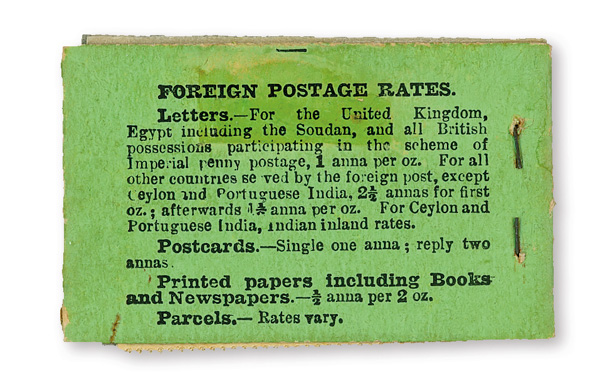 FOREIGN POSTAGE RATES.
Letters.—For the United Kingdom,
Egypt including the Soudan, and all British
possessions participating in the scheme of
Imperial penny postage, 1 anna per oz. For all
other countries se ved by the foreign post, except
Ceylon and Portuguese India, 2½ annas for first
oz.; afterwards 1½ anna per oz. For Ceylon and
Portuguese India, Indian inland rates.
Postcards.—Single one anna; reply two
annas.
Printed papers including Books
and Newspapers.—½ anna per 2 oz.
Parcels.—Rates vary.